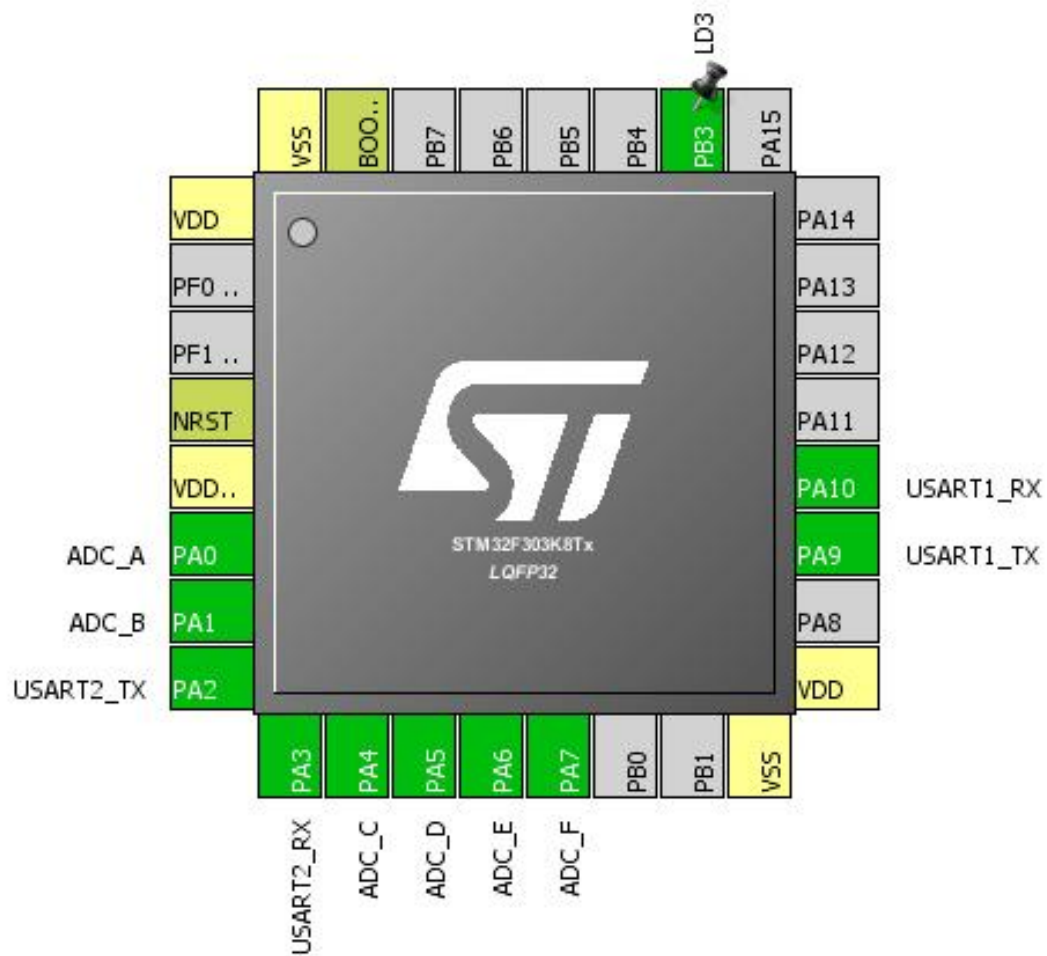 LD3
VSS
BOO..
PB7
PB6
PB5
PB4
PB3
PA15
VDD
PF0 ..
PF1 ..
NRST
VDD..
ADC_A PA0
ADC_B PA1
USART2_TX PA2
ST
STM32F303K8Tx
LQFP32
PA14
PA13
PA12
PA11
PA10 USART1_RX
PA9 USART1_TX
PA8
VDD
PA3
PA4
PA5
PA6
PA7
PB0
PB1
VSS
USART2_RX
ADC_C
ADC_D
ADC_E
ADC_F